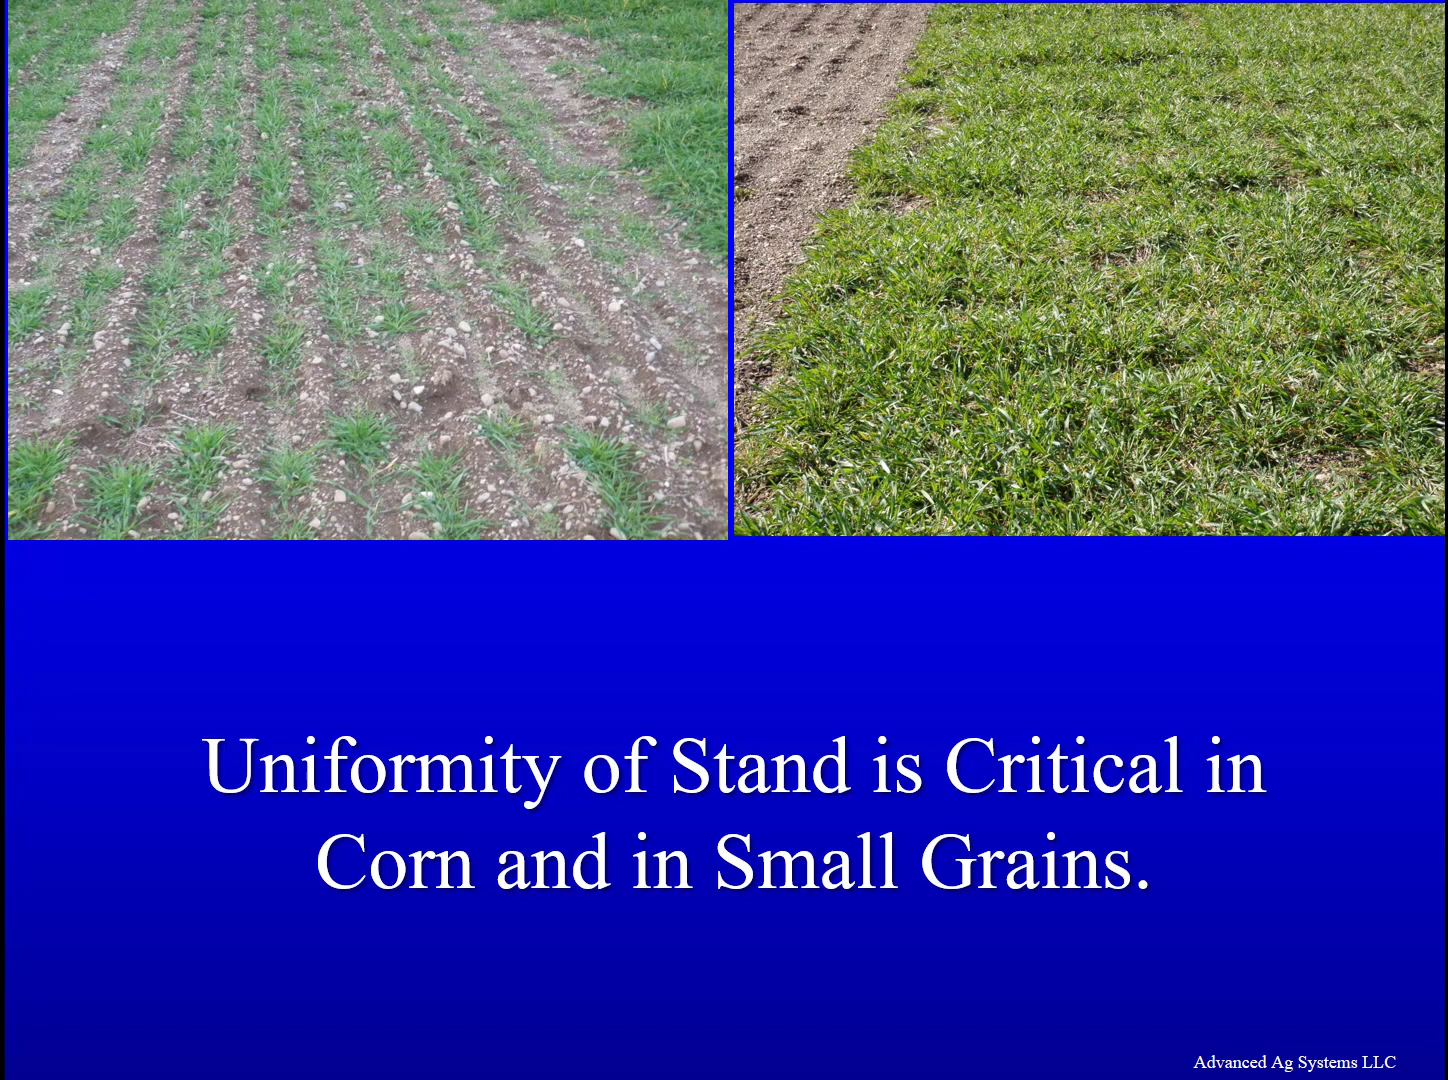 Uniformity of Stand is Critical in
Corn and in Small Grains.
Advanced Ag Systems LLC